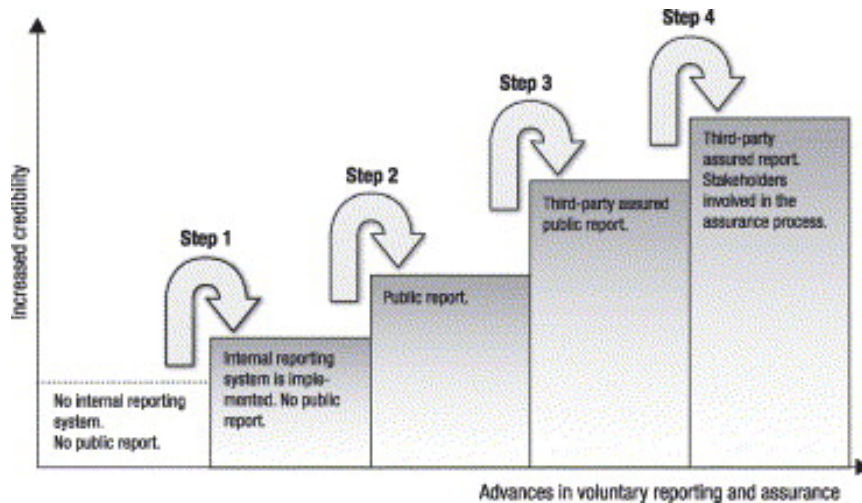 Increased credibility
Step 1
Step 2
Step 3
Step 4
No internal reporting
system.
No public report.
Internal reporting
system is imple-
mented. No public
report.
Public report.
Third-party assured
public report.
Third-party
assured report.
Stakeholders
involved in the
assurance process.
Advances in voluntary reporting and assurance